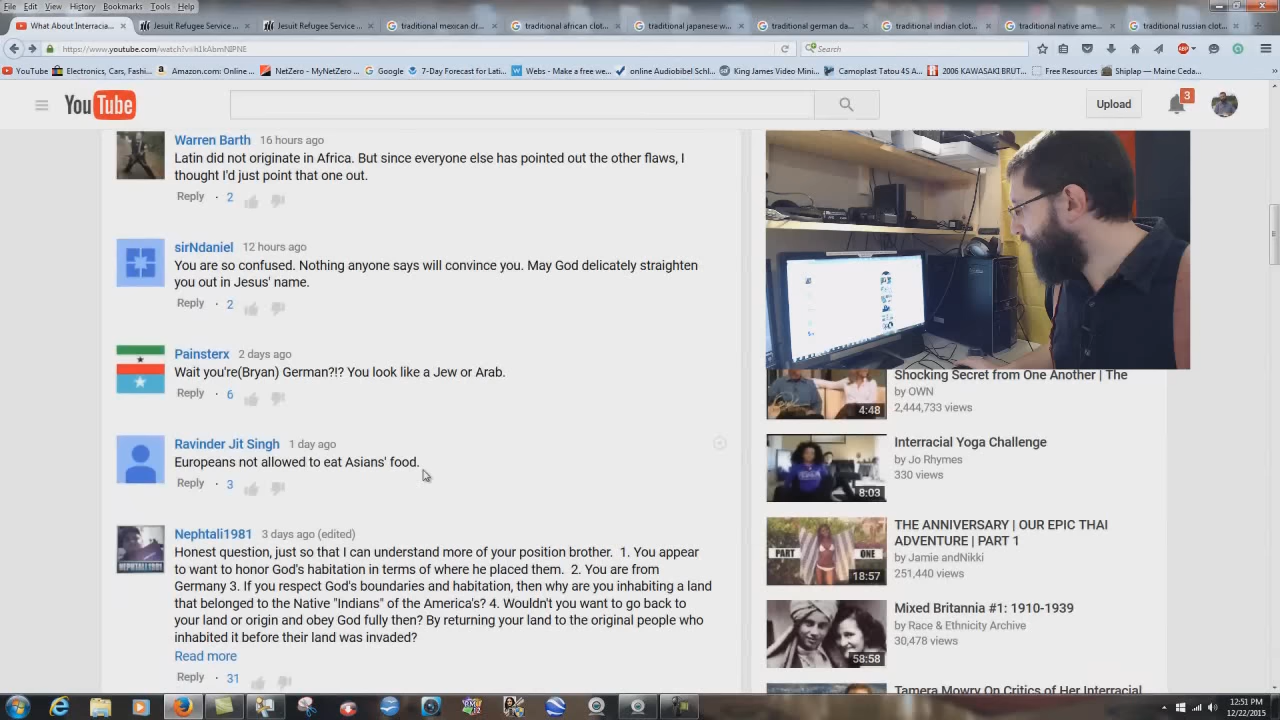 File Edit View History Bookmarks Tools Help
What About Interracia... Jesuit Refugee Service ... Jesuit Refugee Service ... traditional mexican dr... traditional african clot... traditional japanese w... traditional german da... traditional indian clot... traditional native ame... traditional russian clot...
Search
YouTube Electronics, Cars, Fashi... Amazon.com: Online ... NetZero - MyNetZero ... Google 7-Day Forecast for Lati... Webs - Make a free we... online Audiobibel Schl... King James Video Mini... Camoplast Tatou 4S A... 2006 KAWASAKI BRUT... Free Resources Shiplap — Maine Ceda...
YouTube
Upload
3
Warren Barth 16 hours ago
Latin did not originate in Africa. But since everyone else has pointed out the other flaws, I
thought I'd just point that one out.
Reply · 2
sirNdaniel 12 hours ago
You are so confused. Nothing anyone says will convince you. May God delicately straighten
you out in Jesus' name.
Reply · 2
Painsterx 2 days ago
Wait you're(Bryan) German?!? You look like a Jew or Arab.
Reply · 6
Ravinder Jit Singh 1 day ago
Europeans not allowed to eat Asians' food.
Reply · 3
Nephtali1981 3 days ago (edited)
Honest question, just so that I can understand more of your position brother. 1. You appear
to want to honor God's habitation in terms of where he placed them. 2. You are from
Germany 3. If you respect God's boundaries and habitation, then why are you inhabiting a land
that belonged to the Native "Indians" of the America's? 4. Wouldn't you want to go back to
your land or origin and obey God fully then? By returning your land to the original people who
inhabited it before their land was invaded?
Read more
Reply · 31
Shocking Secret from One Another | The
by OWN
2,444,733 views
4:48
Interracial Yoga Challenge
by Jo Rhymes
330 views
8:03
THE ANNIVERSARY | OUR EPIC THAI
ADVENTURE | PART 1
by Jamie andNikki
251,440 views
PART ONE
18:57
Mixed Britannia #1: 1910-1939
by Race & Ethnicity Archive
30,478 views
58:58
Tamera Mowry On Critics of Her Interracial
12:51 PM
12/22/2015